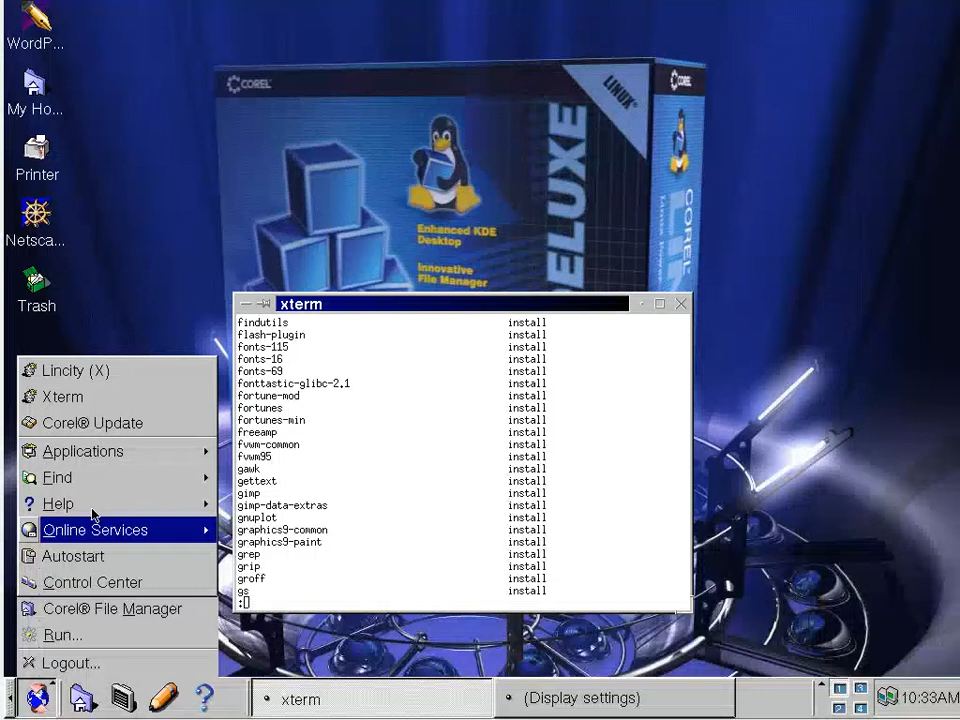 WordP...
My Ho...
Printer
Netsca...
Trash
COREL
LINUX®
COREL
Enhanced KDE
Desktop
Innovative
File Manager
DELUXE
xterm
findutils install
flash-plugin install
fonts-115 install
fonts-16 install
fonts-69 install
fonttastic-glibc-2.1 install
fortune-mod install
fortunes install
fortunes-min install
freeamp install
fvwm-common install
fvwm95 install
gawk install
gettext install
gimp install
gimp-data-extras install
gnuplot install
graphics9-common install
graphics9-paint install
grep install
grip install
groff install
gs install
:
Lincity (X)
Xterm
Corel® Update
Applications
Find
Help
Online Services
Autostart
Control Center
Corel® File Manager
Run...
Logout...
xterm
(Display settings)
1 3
2 4
10:33AM